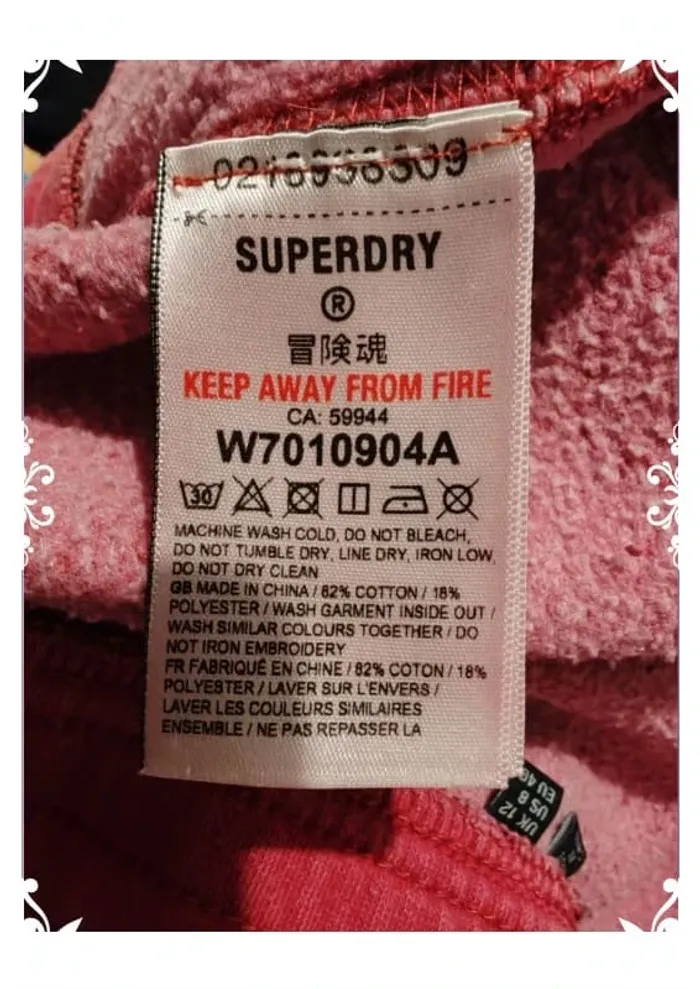 SUPERDRY
®
冒険魂
KEEP AWAY FROM FIRE
CA: 59944
W7010904A
30
MACHINE WASH COLD, DO NOT BLEACH,
DO NOT TUMBLE DRY, LINE DRY, IRON LOW,
DO NOT DRY CLEAN
GB MADE IN CHINA / 82% COTTON / 18%
POLYESTER / WASH GARMENT INSIDE OUT /
WASH SIMILAR COLOURS TOGETHER / DO
NOT IRON EMBROIDERY
FR FABRIQUÉ EN CHINE / 82% COTON / 18%
POLYESTER / LAVER SUR L'ENVERS /
LAVER LES COULEURS SIMILAIRES
ENSEMBLE / NE PAS REPASSER LA
UK 12
US 8
EU 40